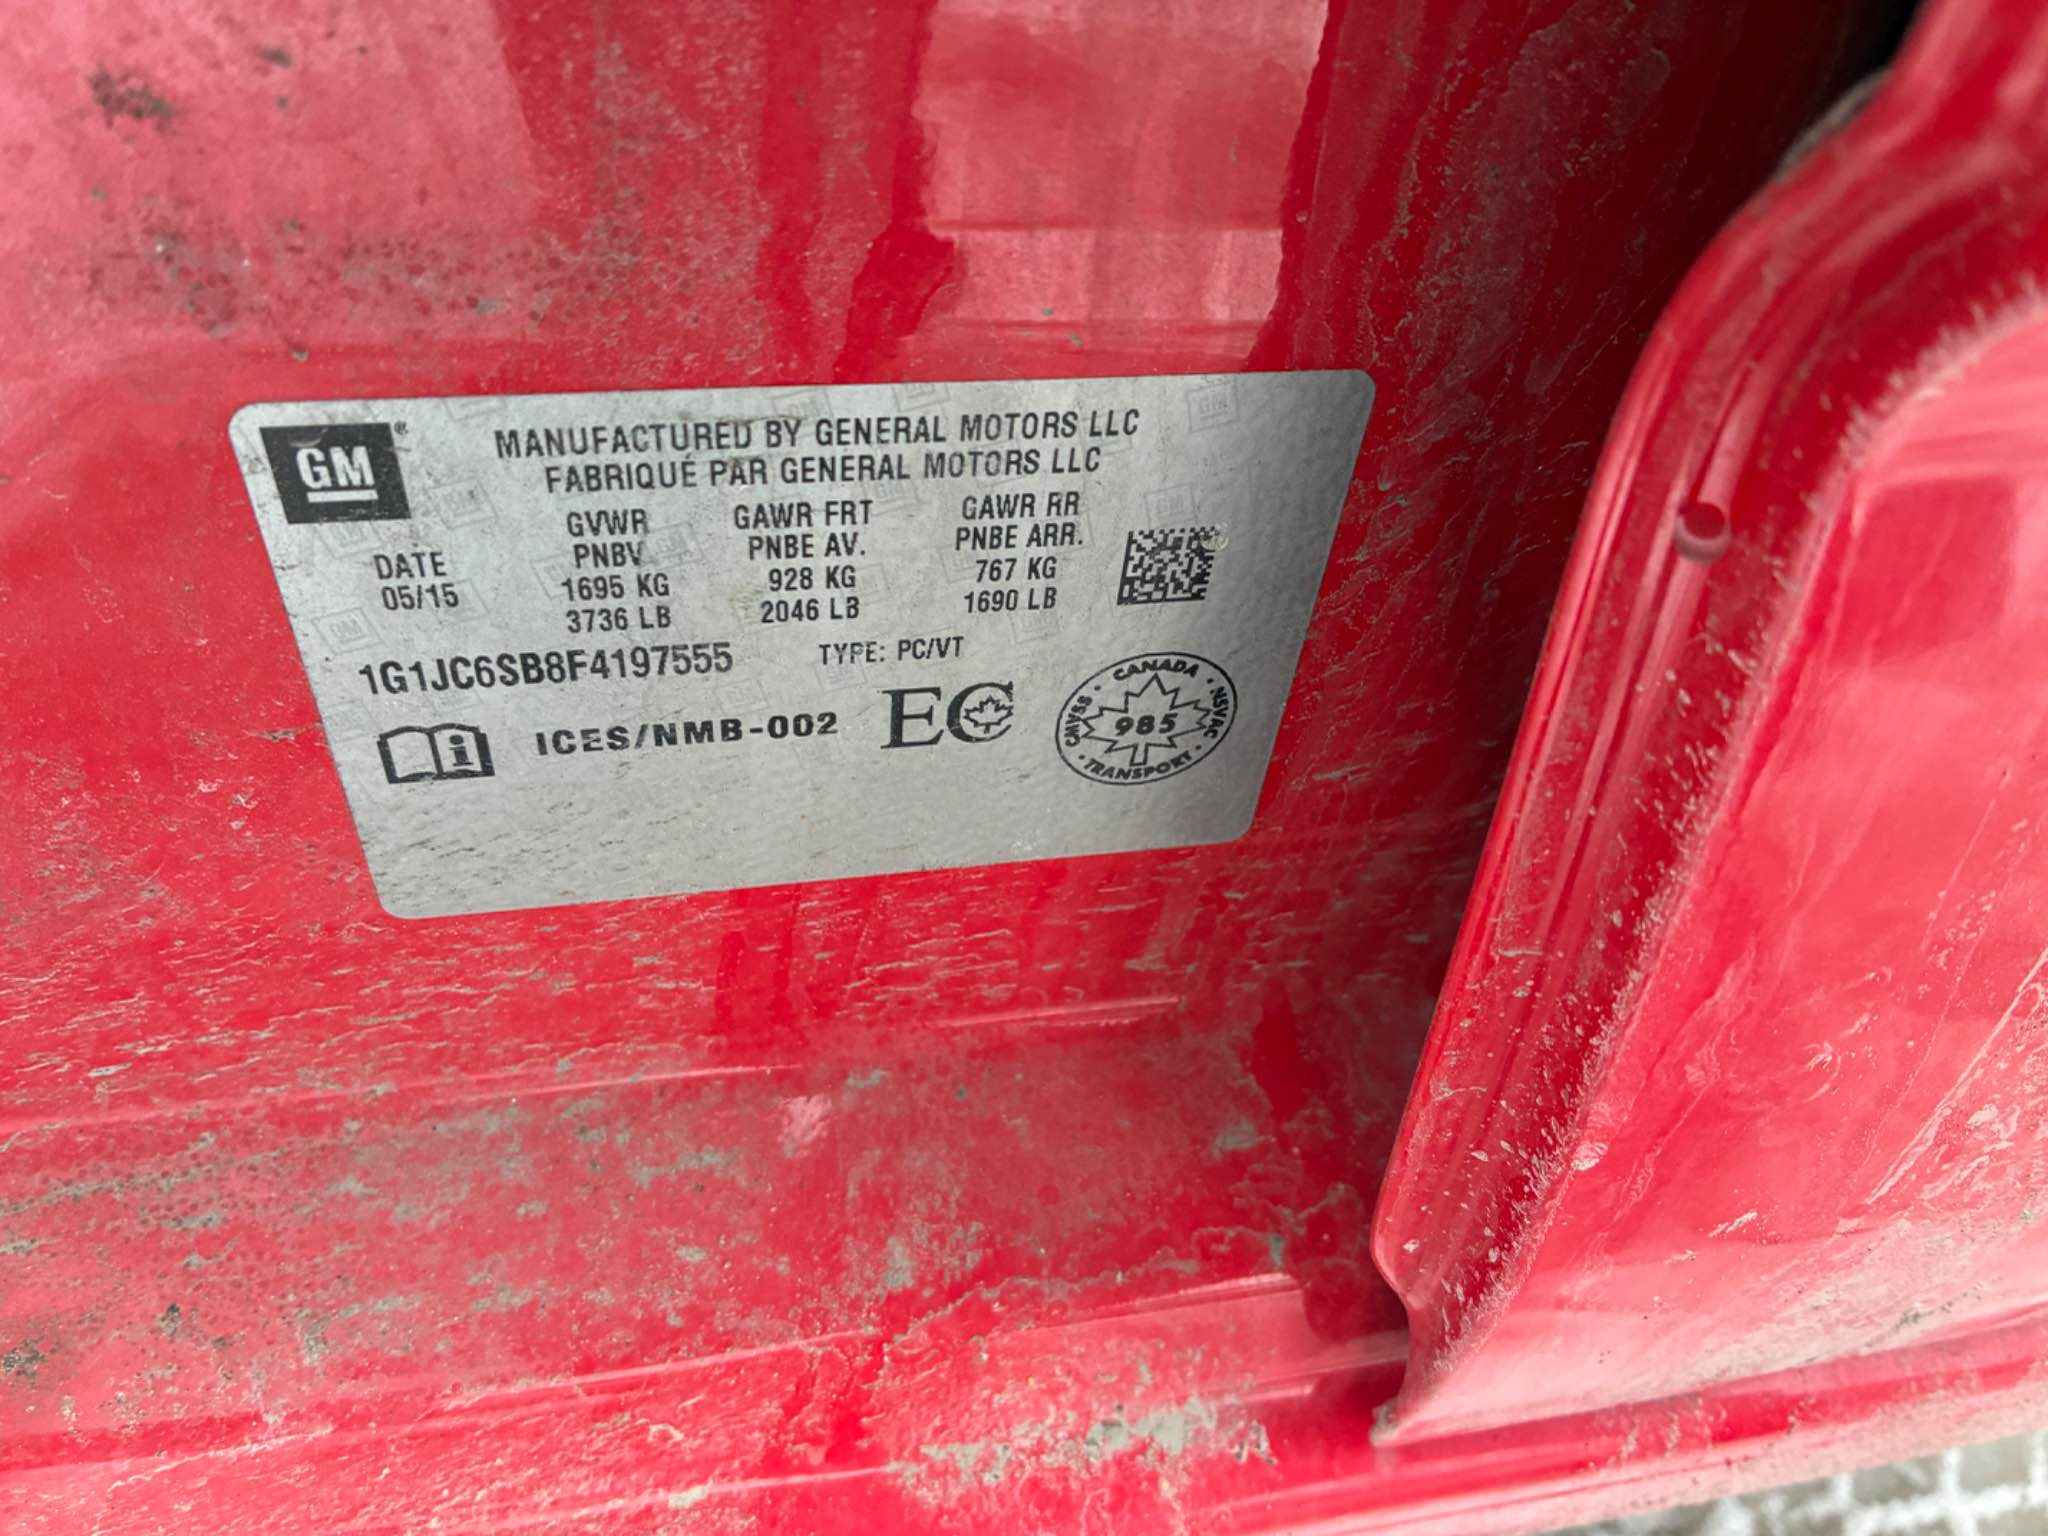 GM®
MANUFACTURED BY GENERAL MOTORS LLC
FABRIQUÉ PAR GENERAL MOTORS LLC
DATE
05/15
GVWR
PNBV
1695 KG
3736 LB
GAWR FRT
PNBE AV.
928 KG
2046 LB
GAWR RR
PNBE ARR.
767 KG
1690 LB
1G1JC6SB8F4197555
TYPE: PC/VT
i
ICES/NMB-002
EC
CANADA
NSVAC
TRANSPORT
CMVSS
985